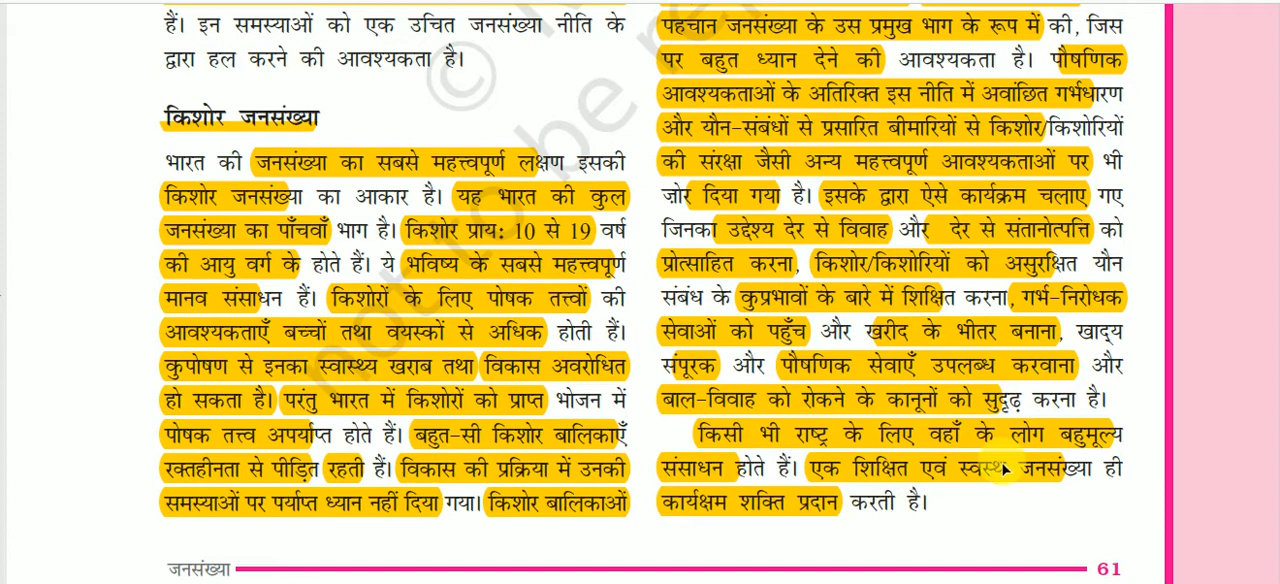 हैं। इन समस्याओं को एक उचित जनसंख्या नीति के
द्वारा हल करने की आवश्यकता है।
किशोर जनसंख्या
भारत की जनसंख्या का सबसे महत्त्वपूर्ण लक्षण इसकी
किशोर जनसंख्या का आकार है। यह भारत की कुल
जनसंख्या का पाँचवाँ भाग है। किशोर प्राय: 10 से 19 वर्ष
की आयु वर्ग के होते हैं। ये भविष्य के सबसे महत्त्वपूर्ण
मानव संसाधन हैं। किशोरों के लिए पोषक तत्त्वों की
आवश्यकताएँ बच्चों तथा वयस्कों से अधिक होती हैं।
कुपोषण से इनका स्वास्थ्य खराब तथा विकास अवरोधित
हो सकता है। परंतु भारत में किशोरों को प्राप्त भोजन में
पोषक तत्त्व अपर्याप्त होते हैं। बहुत-सी किशोर बालिकाएँ
रक्तहीनता से पीड़ित रहती हैं। विकास की प्रक्रिया में उनकी
समस्याओं पर पर्याप्त ध्यान नहीं दिया गया। किशोर बालिकाओं
पहचान जनसंख्या के उस प्रमुख भाग के रूप में की, जिस
पर बहुत ध्यान देने की आवश्यकता है। पौषणिक
आवश्यकताओं के अतिरिक्त इस नीति में अवांछित गर्भधारण
और यौन-संबंधों से प्रसारित बीमारियों से किशोर/किशोरियों
की संरक्षा जैसी अन्य महत्त्वपूर्ण आवश्यकताओं पर भी
जोर दिया गया है। इसके द्वारा ऐसे कार्यक्रम चलाए गए
जिनका उद्देश्य देर से विवाह और देर से संतानोत्पत्ति को
प्रोत्साहित करना, किशोर/किशोरियों को असुरक्षित यौन
संबंध के कुप्रभावों के बारे में शिक्षित करना, गर्भ-निरोधक
सेवाओं को पहुँच और खरीद के भीतर बनाना, खाद्य
संपूरक और पौषणिक सेवाएँ उपलब्ध करवाना और
बाल-विवाह को रोकने के कानूनों को सुदृढ़ करना है।
किसी भी राष्ट्र के लिए वहाँ के लोग बहुमूल्य
संसाधन होते हैं। एक शिक्षित एवं स्वस्थ जनसंख्या ही
कार्यक्षम शक्ति प्रदान करती है।
जनसंख्या
61